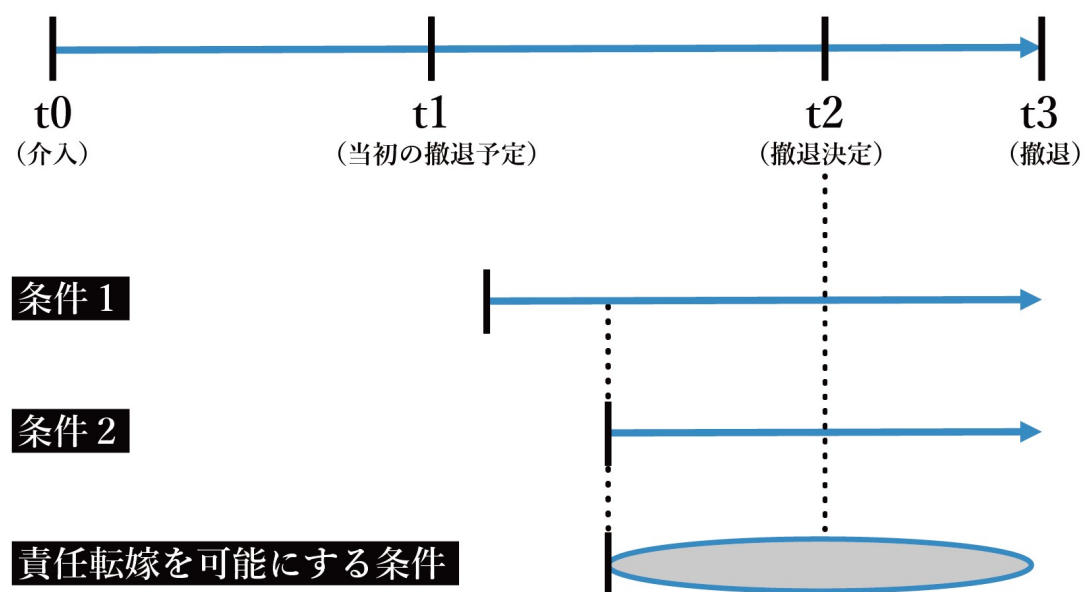 t0 t1 t2 t3
（介入） （当初の撤退予定） （撤退決定） （撤退）
条件 1
条件 2
責任転嫁を可能にする条件